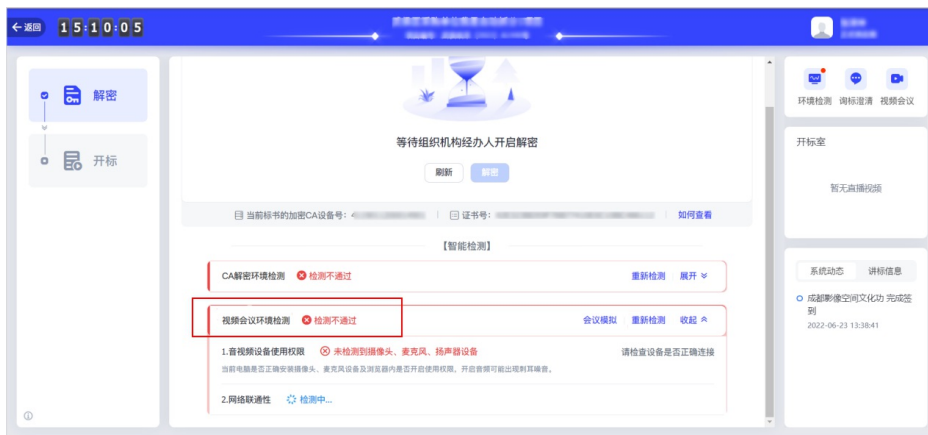 返回 15:10:05
解密
开标
等待组织机构经办人开启解密
刷新 解密
当前标书的加密CA设备号： 证书号： 如何查看
【智能检测】
CA解密环境检测 检测不通过 重新检测 展开
视频会议环境检测 检测不通过 会议模拟 重新检测 收起
1.音视频设备使用权限 未检测到摄像头、麦克风、扬声器设备 请检查设备是否正确连接
当前电脑是否正确安装摄像头、麦克风设备及浏览器内是否开启使用权限，开启音频可能出现刺耳噪音。
2.网络联通性 检测中...
环境检测 询标澄清 视频会议
开标室
暂无直播视频
系统动态 讲标信息
成都影像空间文化功 完成签
到
2022-06-23 13:38:41